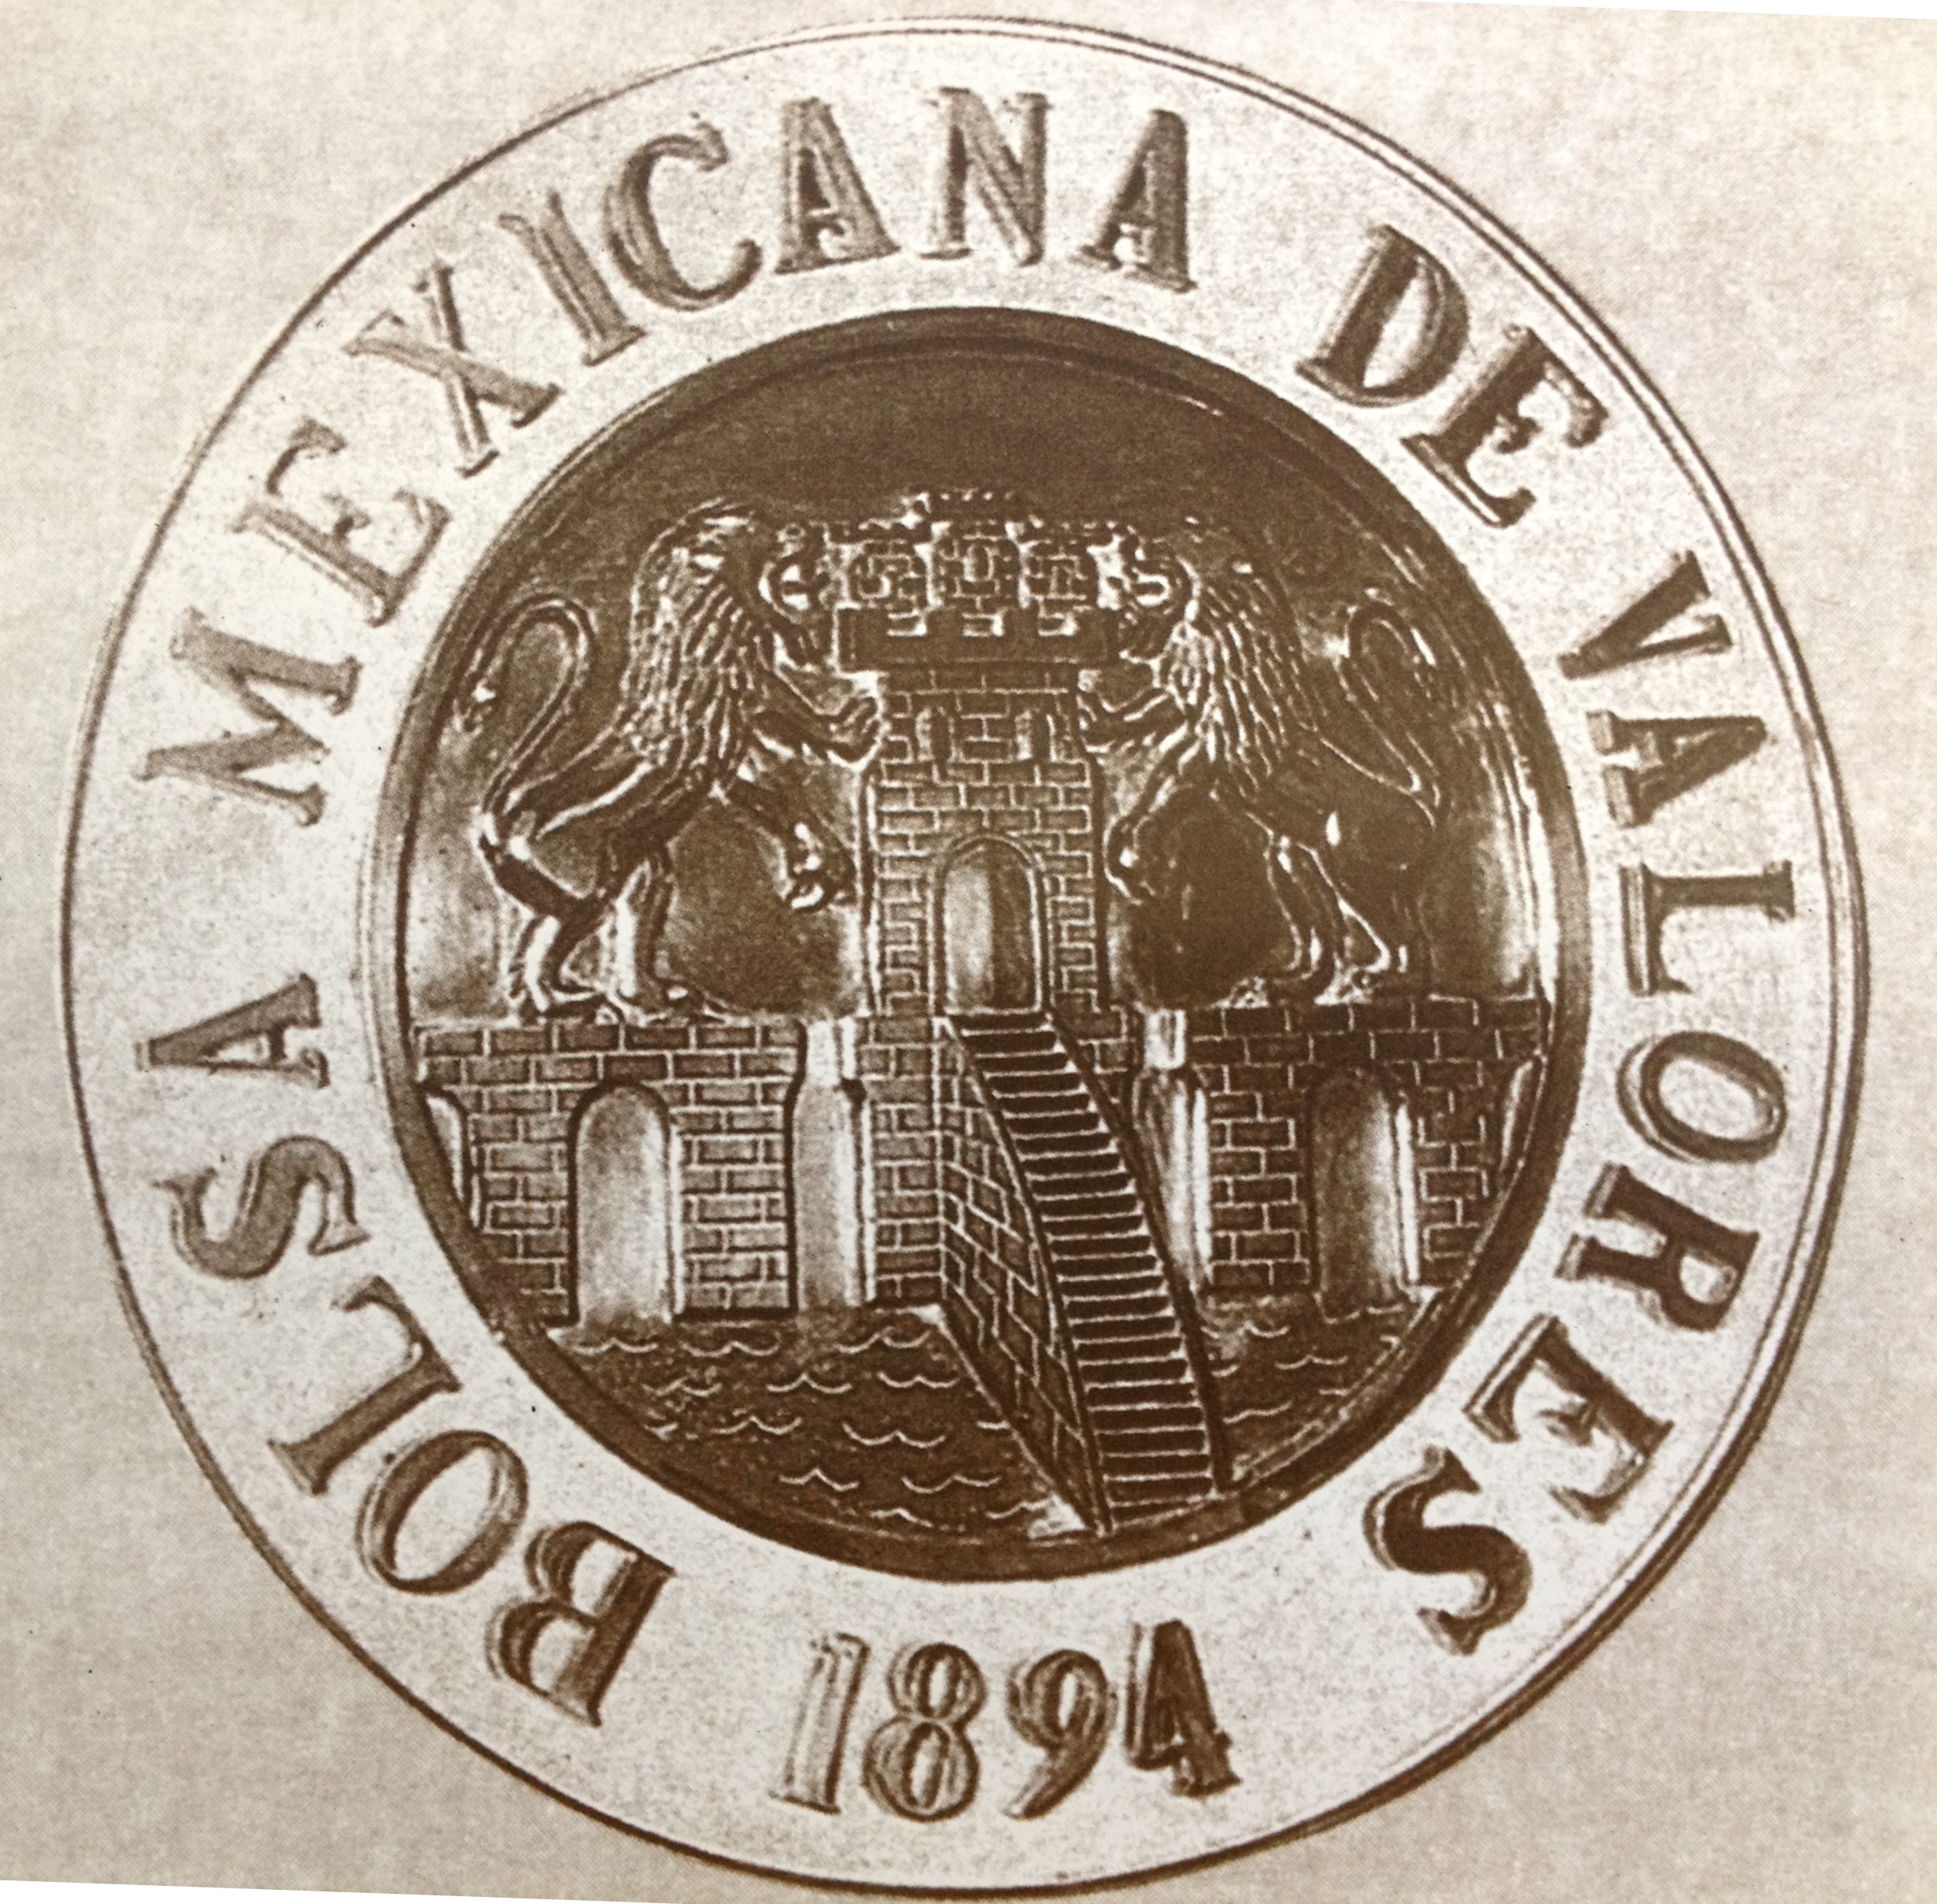 BOLSA MEXICANA DE VALORES
1894